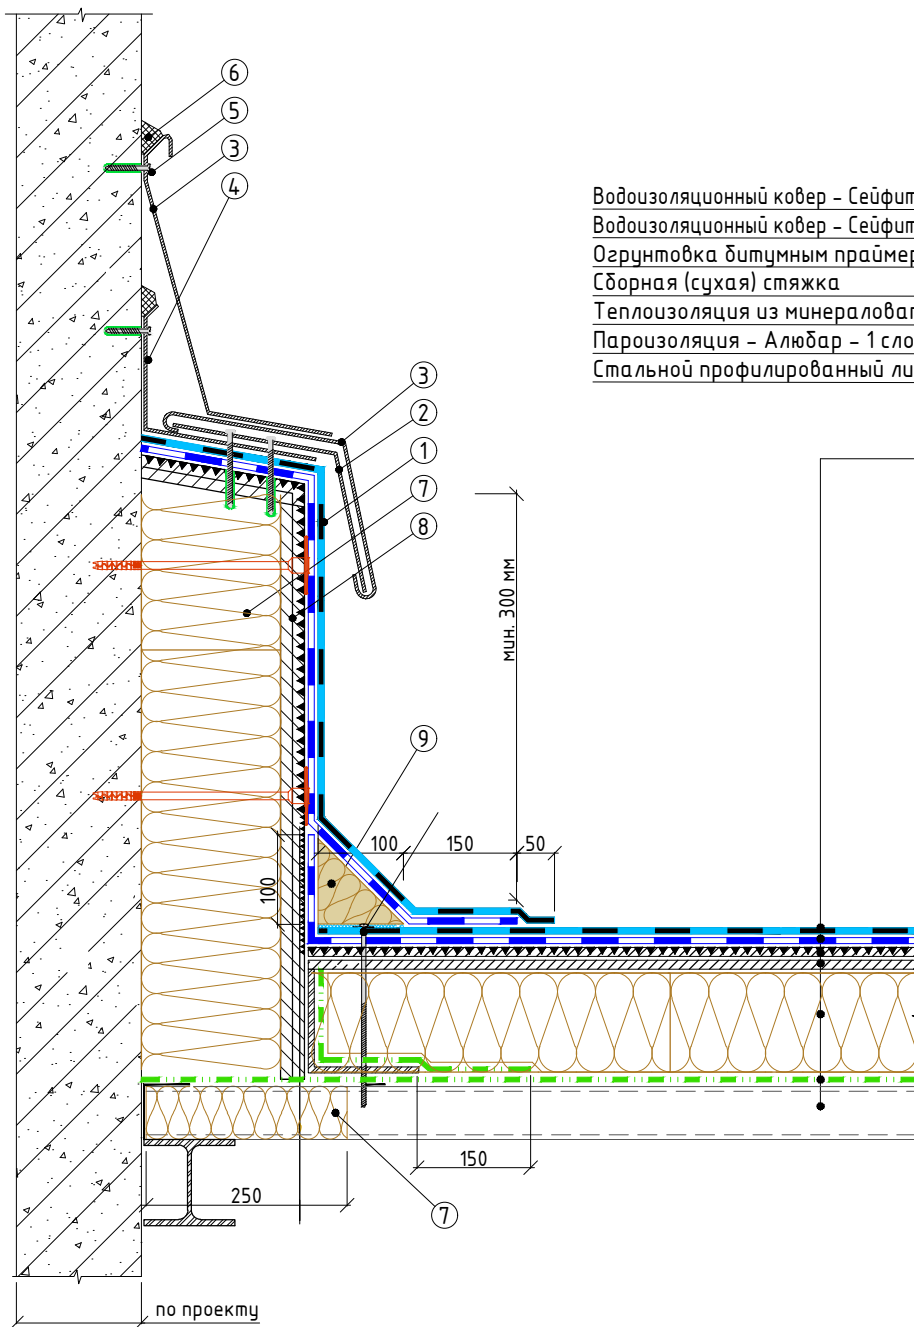 6
5
3
4
Водоизоляционный ковер - Сейфит
Водоизоляционный ковер - Сейфит
Огрунтовка битумным праймер
Сборная (сухая) стяжка
Теплоизоляция из минераловат
Пароизоляция - Алюбар - 1 сло
Стальной профилированный ли
3
2
1
7
8
мин. 300 мм
9
100
150
50
100
150
250
7
по проекту